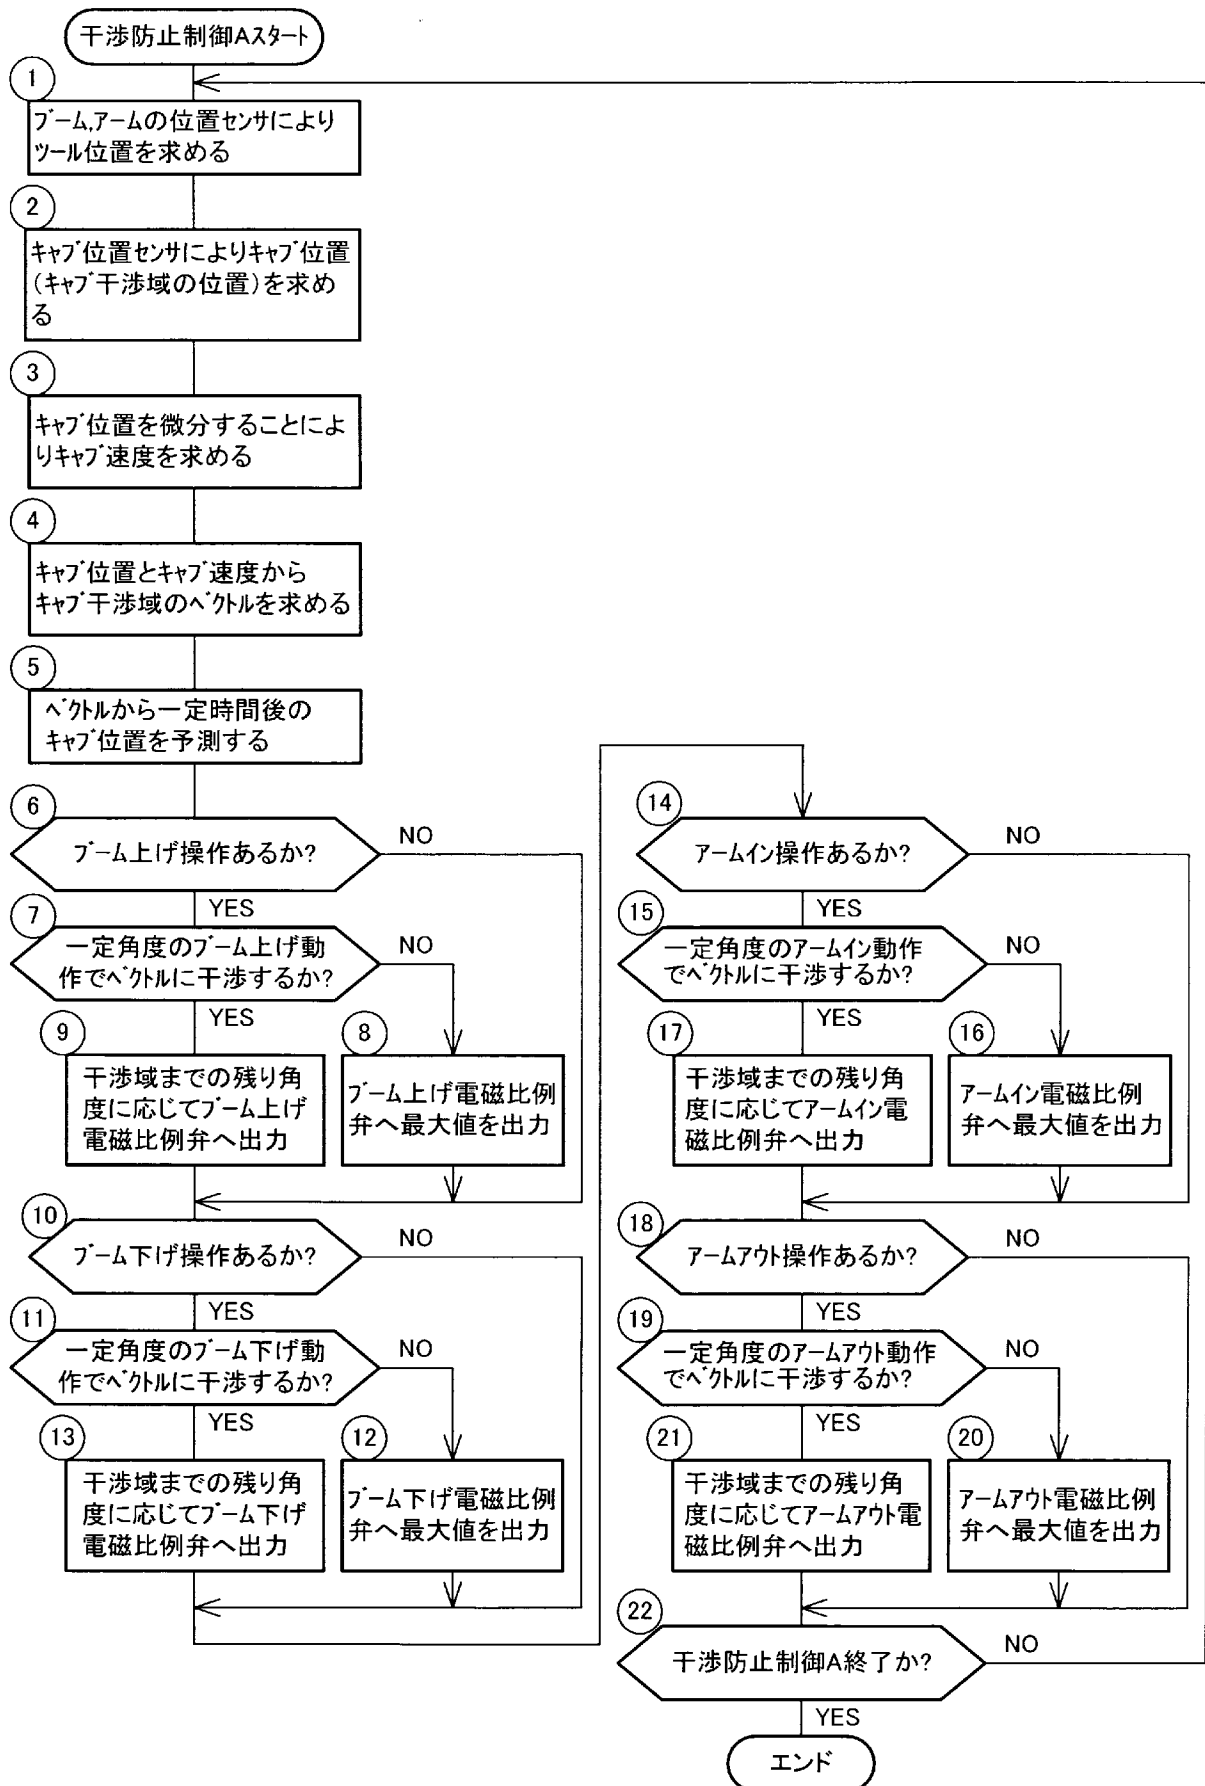 干渉防止制御Aスタート
1
ブーム,アームの位置センサにより
ツール位置を求める
2
キャブ位置センサによりキャブ位置
(キャブ干渉域の位置)を求め
る
3
キャブ位置を微分することによ
りキャブ速度を求める
4
キャブ位置とキャブ速度から
キャブ干渉域のベクトルを求める
5
ベクトルから一定時間後の
キャブ位置を予測する
6
ブーム上げ操作あるか?
NO
YES
7
一定角度のブーム上げ動
作でベクトルに干渉するか?
NO
YES
9
干渉域までの残り角
度に応じてブーム上げ
電磁比例弁へ出力
8
ブーム上げ電磁比例
弁へ最大値を出力
10
ブーム下げ操作あるか?
NO
YES
11
一定角度のブーム下げ動
作でベクトルに干渉するか?
NO
YES
13
干渉域までの残り角
度に応じてブーム下げ
電磁比例弁へ出力
12
ブーム下げ電磁比例
弁へ最大値を出力
14
アームイン操作あるか?
NO
YES
15
一定角度のアームイン動作
でベクトルに干渉するか?
NO
YES
17
干渉域までの残り角
度に応じてアームイン電
磁比例弁へ出力
16
アームイン電磁比例
弁へ最大値を出力
18
アームアウト操作あるか?
NO
YES
19
一定角度のアームアウト動作
でベクトルに干渉するか?
NO
YES
21
干渉域までの残り角
度に応じてアームアウト電
磁比例弁へ出力
20
アームアウト電磁比例
弁へ最大値を出力
22
干渉防止制御A終了か?
NO
YES
エンド